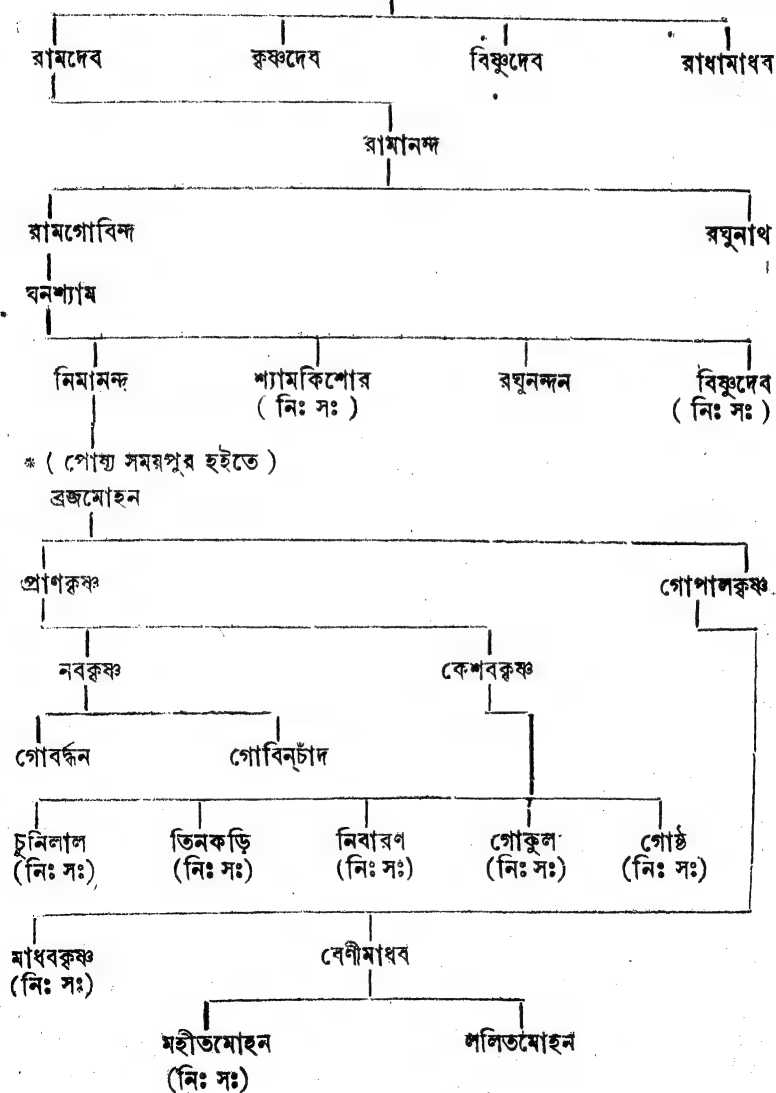 রামদেব কৃষ্ণদেব বিষ্ণুদেব রাধামাধব
রামানন্দ
রামগোবিন্দ রঘুনাথ
ঘনশ্যাম
নিমানন্দ শ্যামকিশোর রঘুনন্দন বিষ্ণুদেব
( নিঃ সঃ ) ( নিঃ সঃ )
* ( পোষ্য সময়পুর হইতে )
ব্রজমোহন
প্রাণকৃষ্ণ গোপালকৃষ্ণ
নবকৃষ্ণ কেশবকৃষ্ণ
গোবর্দ্ধন গোবিন্চাঁদ
চুনিলাল তিনকড়ি নিবারণ গোকুল গোষ্ঠ
(নিঃ সঃ) (নিঃ সঃ) (নিঃ সঃ) (নিঃ সঃ) (নিঃ সঃ)
মাধবকৃষ্ণ বেণীমাধব
(নিঃ সঃ)
মহীতমোহন ললিতমোহন
(নিঃ সঃ)